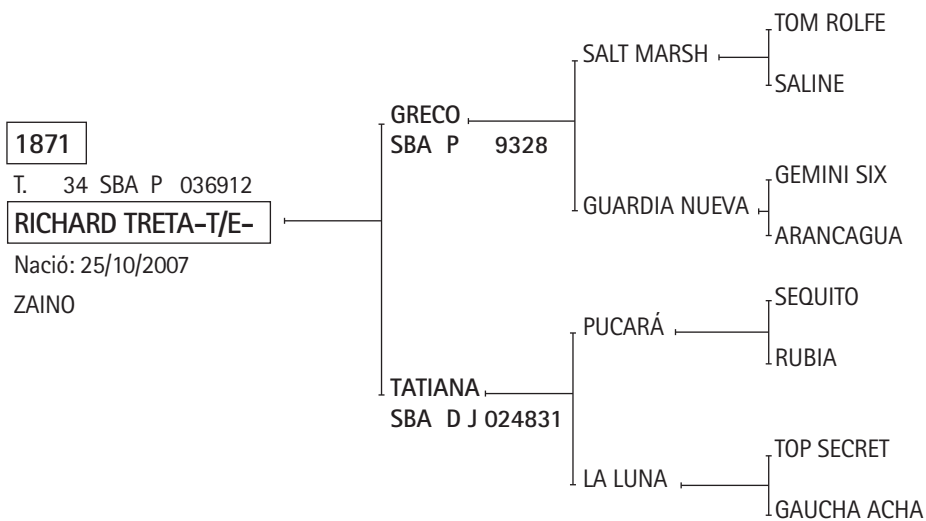 1871
T. 34 SBA P 036912
RICHARD TRETA-T/E-
Nació: 25/10/2007
ZAINO
GRECO
SBA P 9328
TATIANA
SBA D J 024831
SALT MARSH
GUARDIA NUEVA
PUCARÁ
LA LUNA
TOM ROLFE
SALINE
GEMINI SIX
ARANCAGUA
SEQUITO
RUBIA
TOP SECRET
GAUCHA ACHA